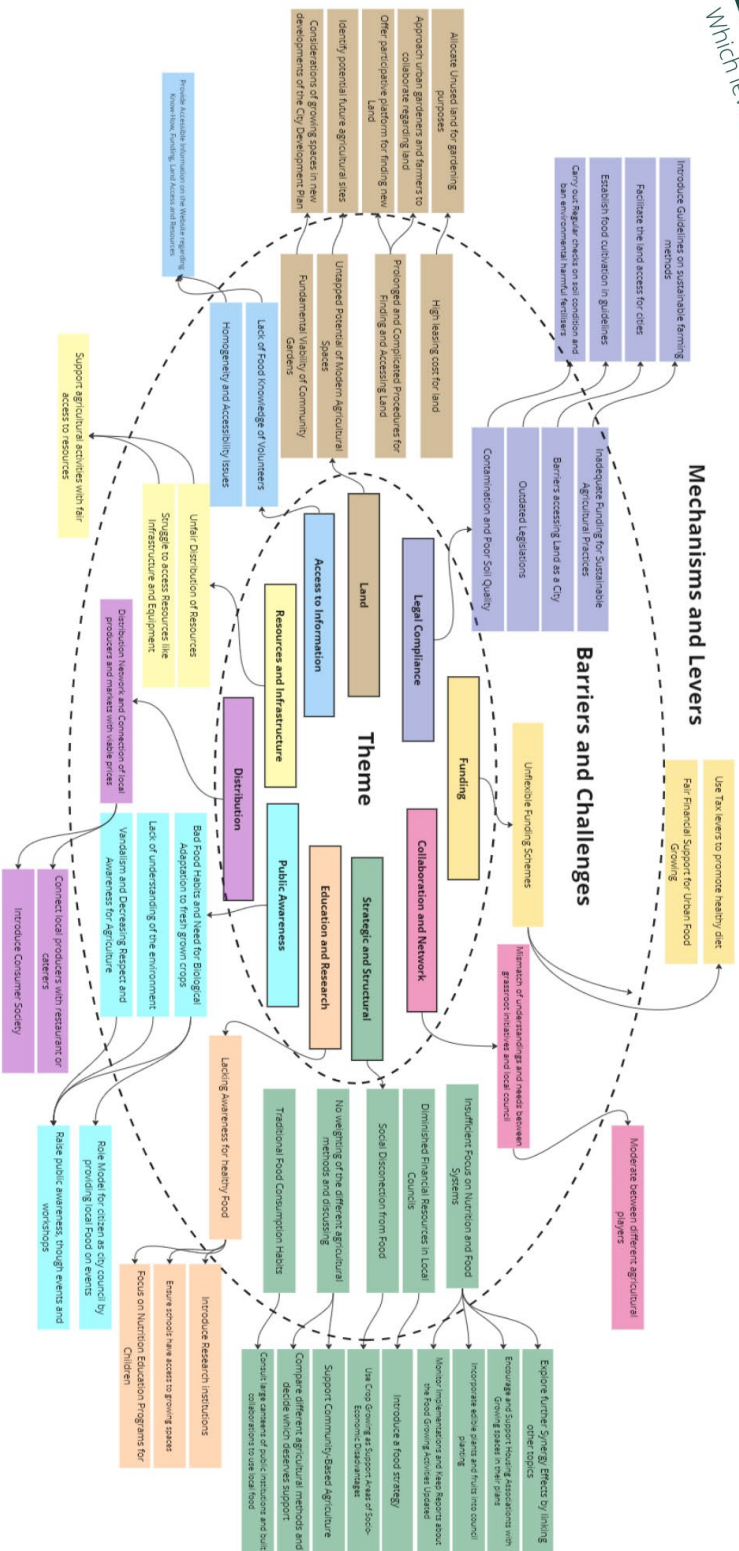 Which le
Mechanisms and Levers
Barriers and Challenges
Theme
Use Tax levers to promote healthy diet
Fair Financial Support for Urban Food
Growing
Unflexible Funding Schemes
Funding
Moderate between different agricultural
players
Mismatch of understandings and needs between
grassroot initiatives and local council
Collaboration and Network
Introduce Guidelines on sustainable farming
methods
Facilitate the land access for cities
Establish food cultivation in guidelines
Carry out Regular checks on soil condition and
ban environmental harmful fertilisers
Inadequate Funding for Sustainable
Agricultural Practices
Barriers accessing Land as a City
Outdated Legislations
Contamination and Poor Soil Quality
Legal Compliance
Allocate Unused land for gardening
purposes
Approach urban gardeners and farmers to
collaborate regarding land
Offer participative platform for finding new
Land
Identify potential future agricultural sites
Considerations of growing spaces in new
developments of the City Development Plan
High leasing cost for land
Prolonged and Complicated Procedures for
Finding and Accessing Land
Untapped Potential of Modern Agricultural
Spaces
Fundamental Viability of Community
Gardens
Land
Provide Accessible Information on the Website regarding
Know-How, Funding, Land Access and Resources
Lack of Food Knowledge of Volunteers
Homogeneity and Accessibility Issues
Access to Information
Support agricultural activities with fair
access to resources
Unfair Distribution of Resources
Struggle to access Resources like
Infrastructure and Equipment
Resources and Infrastructure
Distribution
Distribution Network and Connection of local
producers and markets with viable prices
Connect local producers with restaurant or
caterers
Introduce Consumer Society
Public Awareness
Bad Food Habits and Need for Biological
Adaptation to fresh grown crops
Lack of understanding of the environment
Vandalism and Decreasing Respect and
Awareness for Agriculture
Role Model for citizen as city council by
providing local Food on events
Raise public awareness, though events and
workshops
Education and Research
Lacking Awareness for healthy Food
Introduce Research institutions
Ensure schools have access to growing spaces
Focus on Nutrition Education Programs for
Children
Strategic and Structural
Insufficient Focus on Nutrition and Food
Systems
Diminished Financial Resources in Local
Councils
Social Disconection from Food
No weighting of the different agricultural
methods and discussing
Traditional Food Consumption Habits
Explore further Synergy Effects by linking
other topics
Encourage and Support Housing Associationts with
Growing spaces in their plans
Incorporate edible plants and fruits into council
planting
Monitor Implementations and Keep Reports about
the Food Growing Activities Updated
Introduce a food strategy
Use Crop Growing as Support Areas of Socio-
Economic Disadvantages
Support Community-Based Agriculture
Compare different agricultural methods and
decide which deserves support
Consult large canteens of public institutions and built
collaborations to use local food